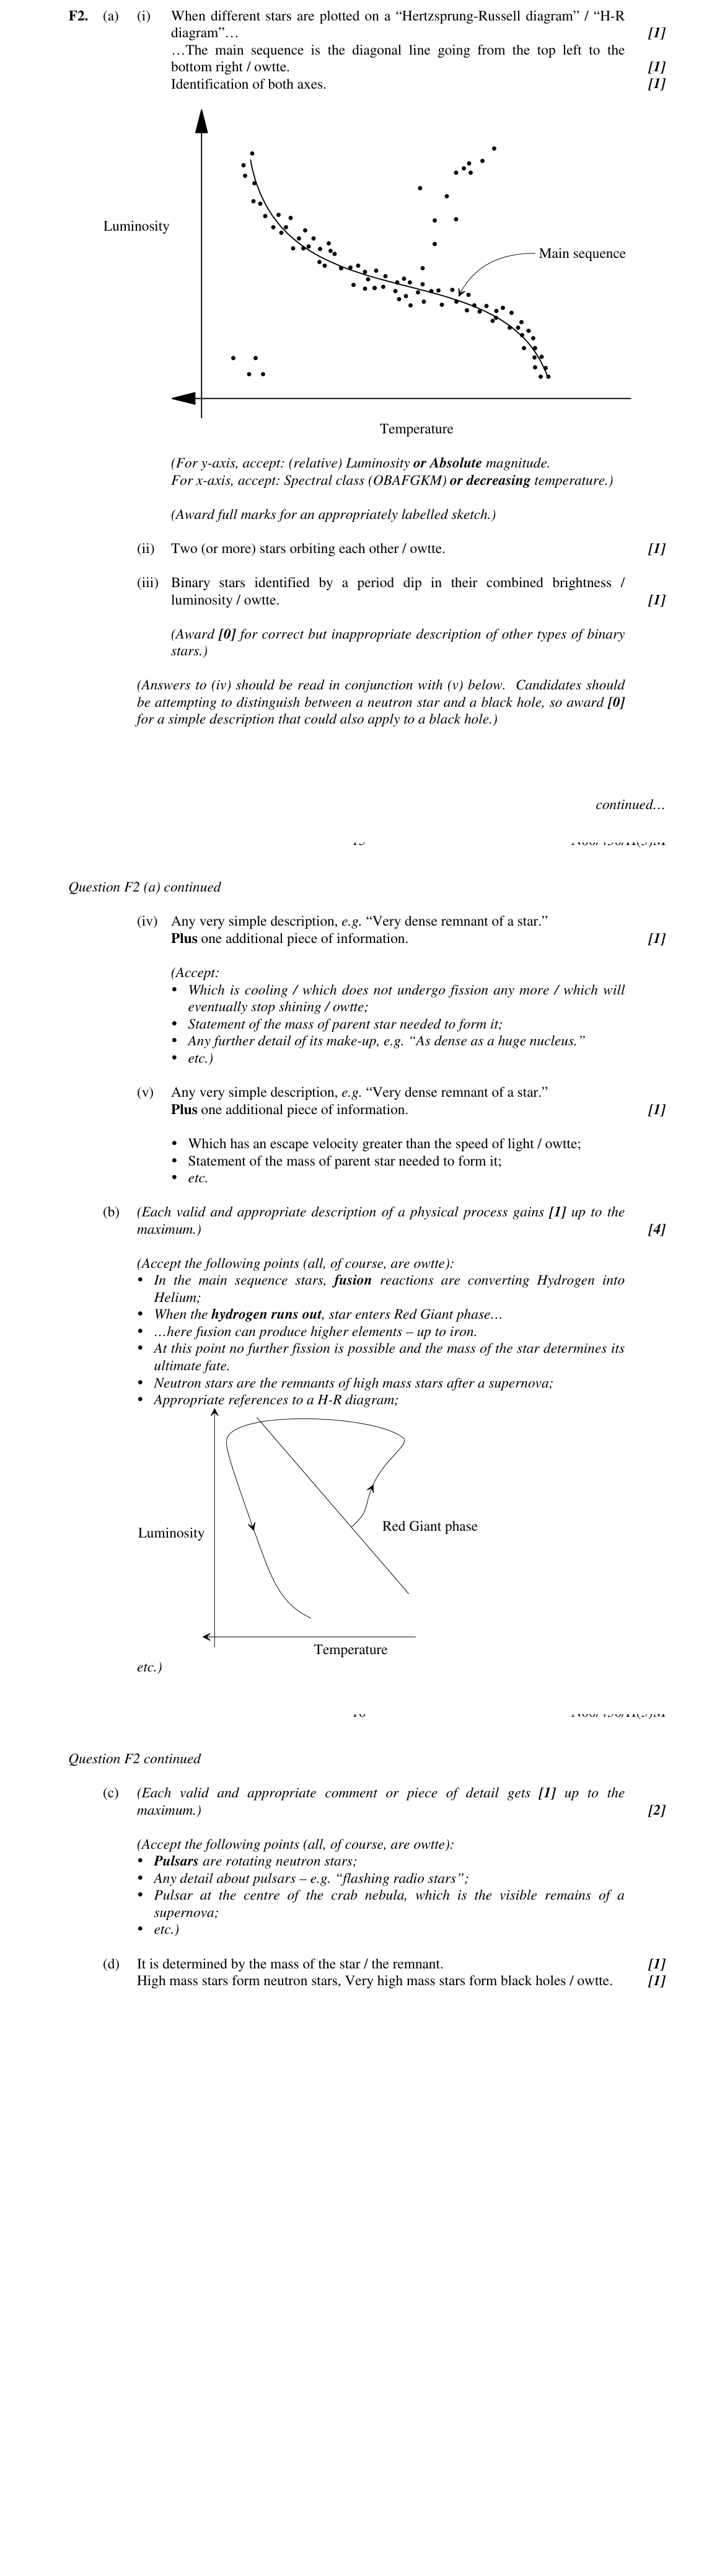 F2. (a) (i) When different stars are plotted on a “Hertzsprung-Russell diagram” / “H-R
diagram”… [1]
…The main sequence is the diagonal line going from the top left to the
bottom right / owtte. [1]
Identification of both axes. [1]
Luminosity
Main sequence
Temperature
(For y-axis, accept: (relative) Luminosity or Absolute magnitude.
For x-axis, accept: Spectral class (OBAFGKM) or decreasing temperature.)
(Award full marks for an appropriately labelled sketch.)
(ii) Two (or more) stars orbiting each other / owtte. [1]
(iii) Binary stars identified by a period dip in their combined brightness /
luminosity / owtte. [1]
(Award [0] for correct but inappropriate description of other types of binary
stars.)
(Answers to (iv) should be read in conjunction with (v) below. Candidates should
be attempting to distinguish between a neutron star and a black hole, so award [0]
for a simple description that could also apply to a black hole.)
continued…
Question F2 (a) continued
(iv) Any very simple description, e.g. “Very dense remnant of a star.”
Plus one additional piece of information. [1]
(Accept:
• Which is cooling / which does not undergo fission any more / which will
eventually stop shining / owtte;
• Statement of the mass of parent star needed to form it;
• Any further detail of its make-up, e.g. “As dense as a huge nucleus.”
• etc.)
(v) Any very simple description, e.g. “Very dense remnant of a star.”
Plus one additional piece of information. [1]
• Which has an escape velocity greater than the speed of light / owtte;
• Statement of the mass of parent star needed to form it;
• etc.
(b) (Each valid and appropriate description of a physical process gains [1] up to the
maximum.) [4]
(Accept the following points (all, of course, are owtte):
• In the main sequence stars, fusion reactions are converting Hydrogen into
Helium;
• When the hydrogen runs out, star enters Red Giant phase…
• …here fusion can produce higher elements – up to iron.
• At this point no further fission is possible and the mass of the star determines its
ultimate fate.
• Neutron stars are the remnants of high mass stars after a supernova;
• Appropriate references to a H-R diagram;
Luminosity
Red Giant phase
Temperature
etc.)
Question F2 continued
(c) (Each valid and appropriate comment or piece of detail gets [1] up to the
maximum.) [2]
(Accept the following points (all, of course, are owtte):
• Pulsars are rotating neutron stars;
• Any detail about pulsars – e.g. “flashing radio stars”;
• Pulsar at the centre of the crab nebula, which is the visible remains of a
supernova;
• etc.)
(d) It is determined by the mass of the star / the remnant. [1]
High mass stars form neutron stars, Very high mass stars form black holes / owtte. [1]